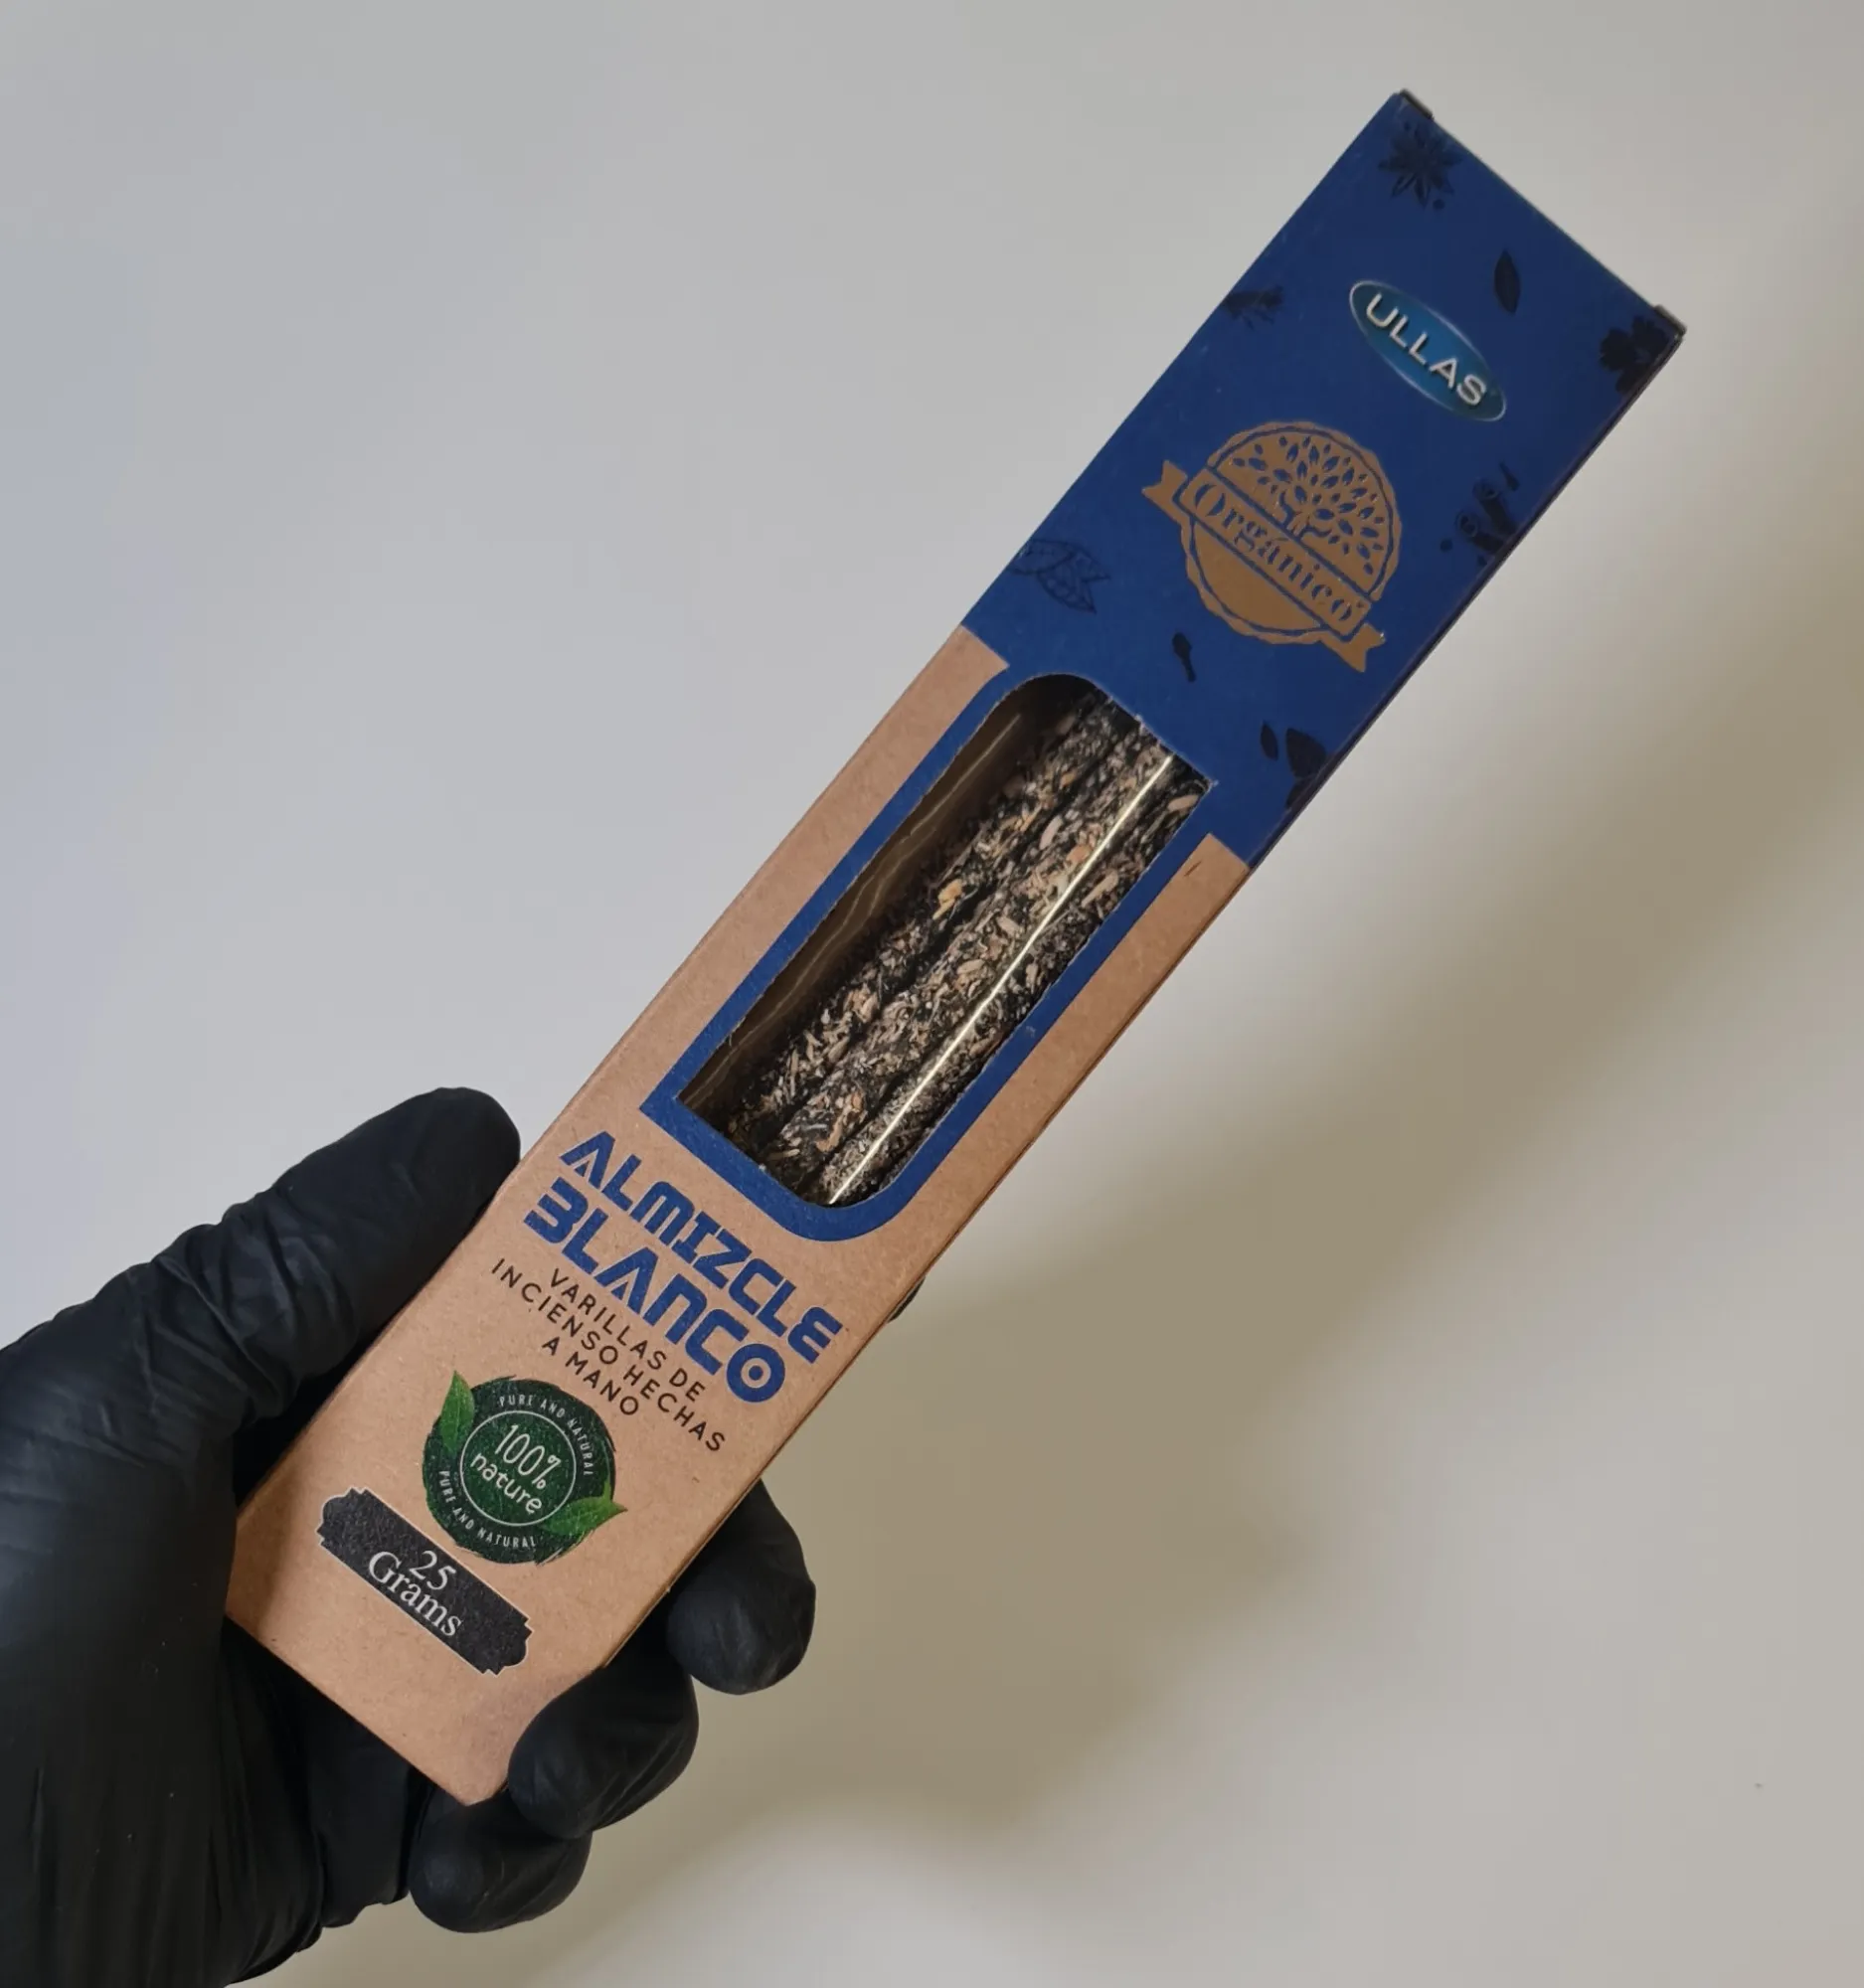 ULLAS
Orgánico
ALMIZCLE
BLANCO
VARILLAS DE
INCIENSO HECHAS
A MANO
PURE AND NATURAL
100%
nature
PURE AND NATURAL
25
Grams